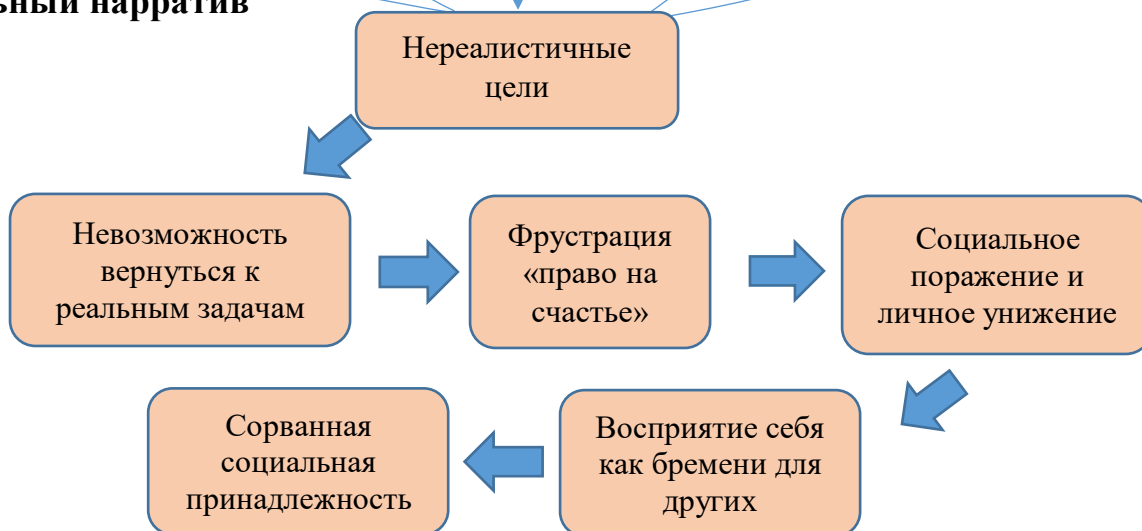 ьный нарратив
Нереалистичные
цели
Невозможность
вернуться к
реальным задачам
Фрустрация
«право на
счастье»
Социальное
поражение и
личное унижение
Сорванная
социальная
принадлежность
Восприятие себя
как бремени для
других